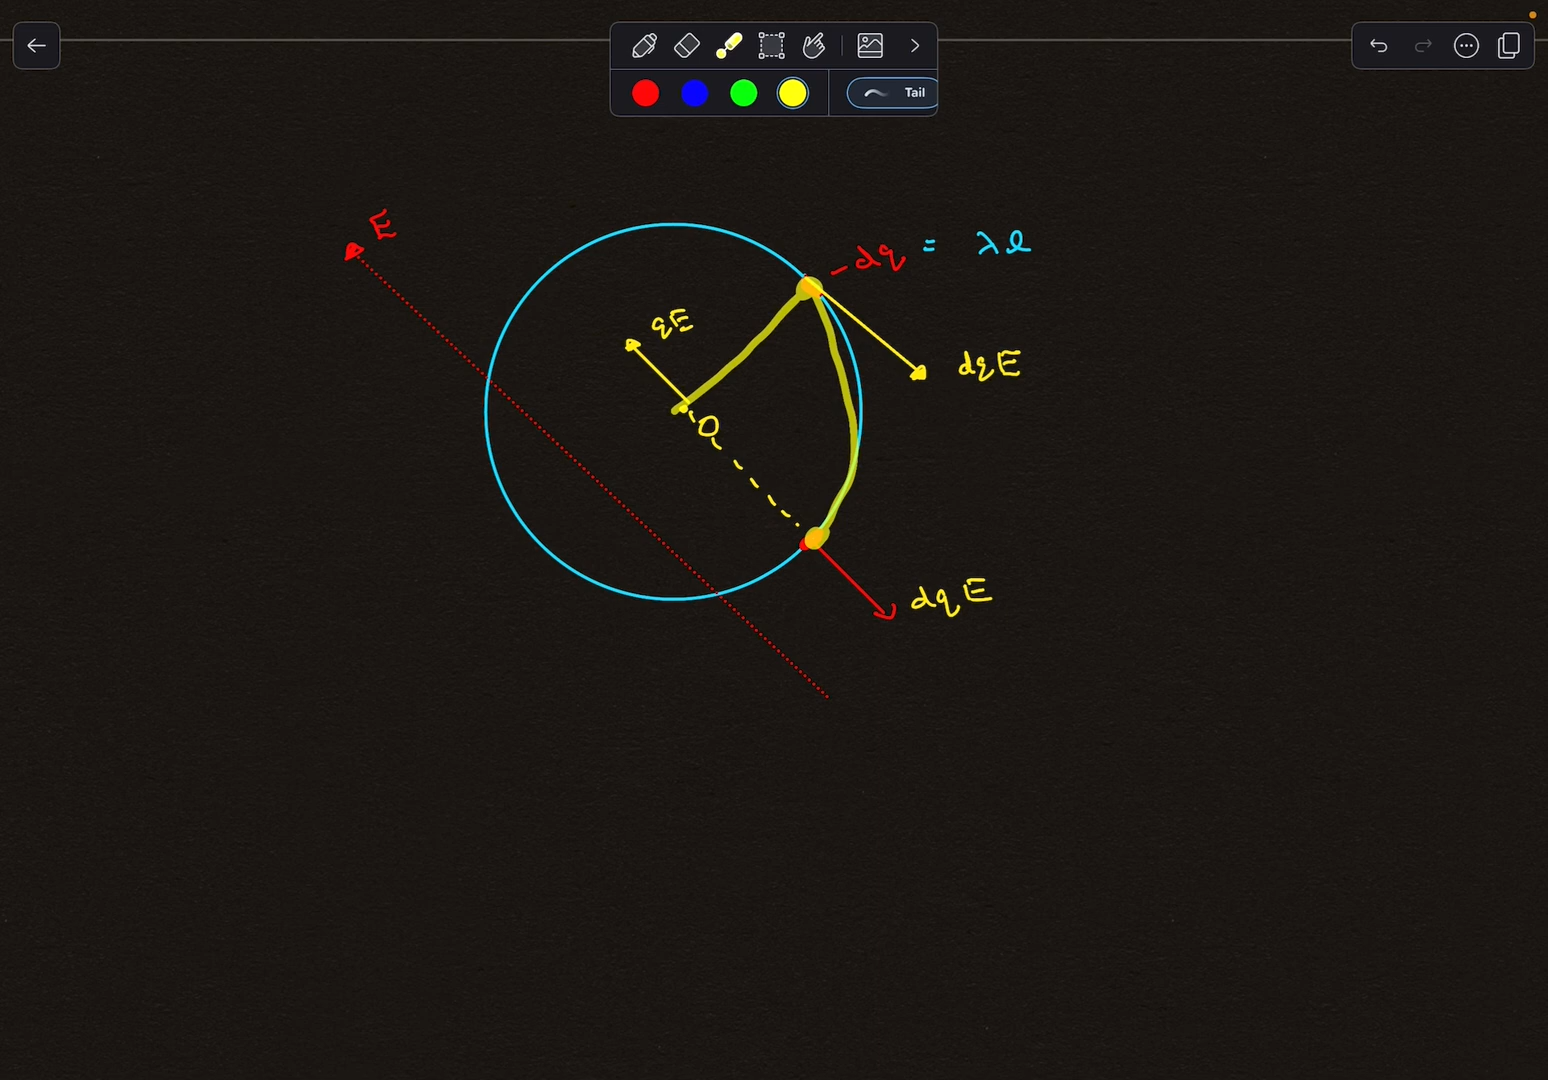 Tail
E
-dq = λl
qE
dqE
O
dqE